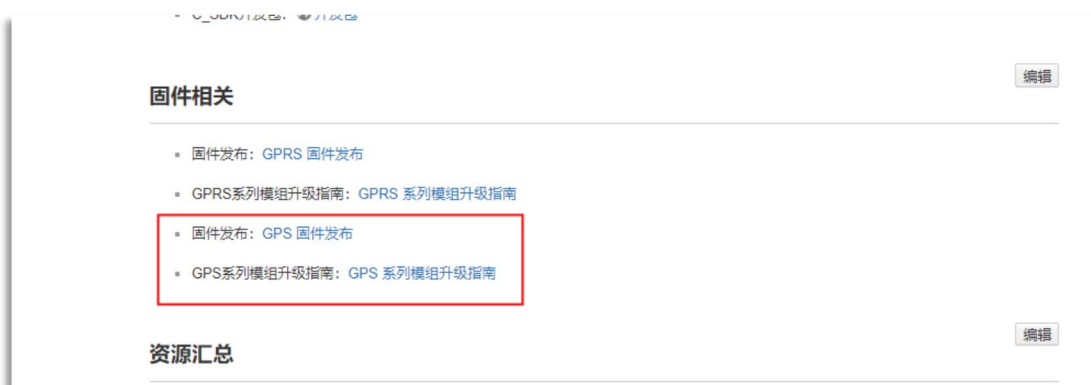 编辑
固件相关
固件发布：GPRS 固件发布
GPRS系列模组升级指南：GPRS 系列模组升级指南
固件发布：GPS 固件发布
GPS系列模组升级指南：GPS 系列模组升级指南
编辑
资源汇总